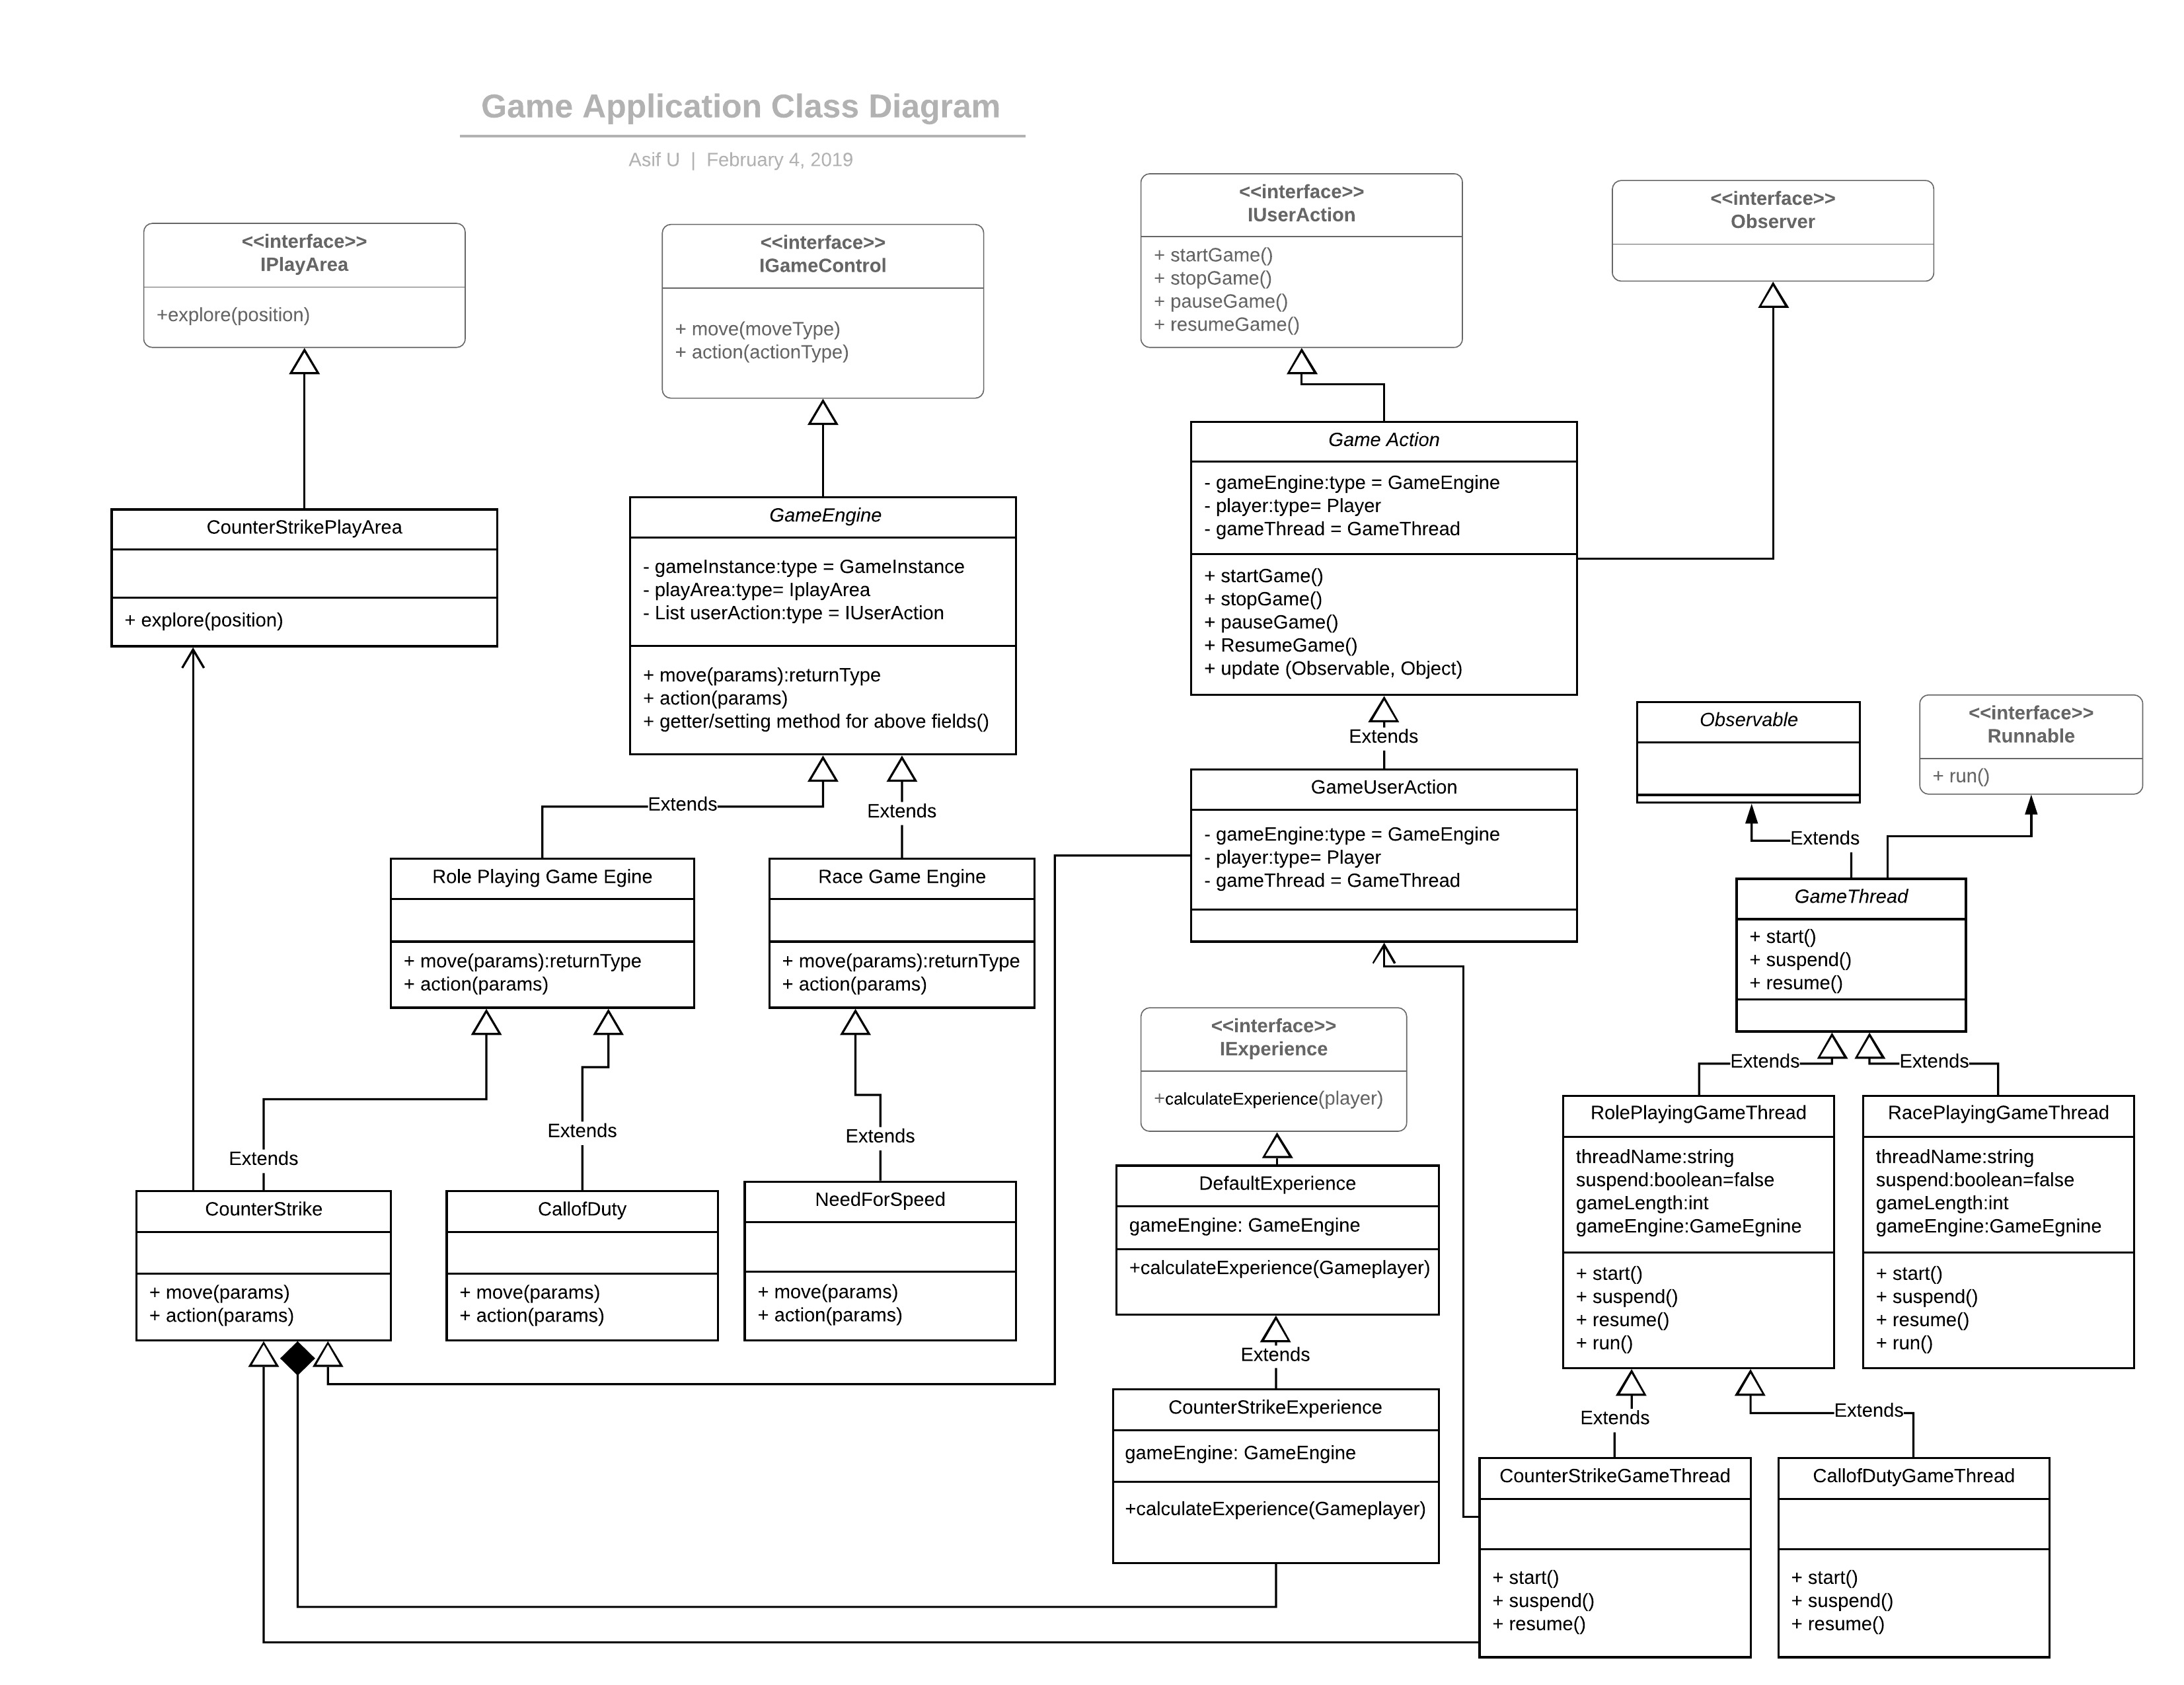 Game Application Class Diagram
Asif U | February 4, 2019
<<interface>>
IPlayArea
+explore(position)
<<interface>>
IGameControl
+ move(moveType)
+ action(actionType)
<<interface>>
IUserAction
+ startGame()
+ stopGame()
+ pauseGame()
+ resumeGame()
<<interface>>
Observer
CounterStrikePlayArea
+ explore(position)
GameEngine
- gameInstance:type = GameInstance
- playArea:type= IplayArea
- List userAction:type = IUserAction
+ move(params):returnType
+ action(params)
+ getter/setting method for above fields()
Game Action
- gameEngine:type = GameEngine
- player:type= Player
- gameThread = GameThread
+ startGame()
+ stopGame()
+ pauseGame()
+ ResumeGame()
+ update (Observable, Object)
Extends
Observable
<<interface>>
Runnable
+ run()
Extends
Extends
GameUserAction
- gameEngine:type = GameEngine
- player:type= Player
- gameThread = GameThread
Extends
Role Playing Game Egine
+ move(params):returnType
+ action(params)
Race Game Engine
+ move(params):returnType
+ action(params)
GameThread
+ start()
+ suspend()
+ resume()
Extends
Extends
<<interface>>
IExperience
+calculateExperience(player)
Extends
Extends
Extends
CounterStrike
+ move(params)
+ action(params)
CallofDuty
+ move(params)
+ action(params)
NeedForSpeed
+ move(params)
+ action(params)
DefaultExperience
gameEngine: GameEngine
+calculateExperience(Gameplayer)
RolePlayingGameThread
threadName:string
suspend:boolean=false
gameLength:int
gameEngine:GameEgnine
+ start()
+ suspend()
+ resume()
+ run()
RacePlayingGameThread
threadName:string
suspend:boolean=false
gameLength:int
gameEngine:GameEgnine
+ start()
+ suspend()
+ resume()
+ run()
Extends
CounterStrikeExperience
gameEngine: GameEngine
+calculateExperience(Gameplayer)
Extends
Extends
CounterStrikeGameThread
+ start()
+ suspend()
+ resume()
CallofDutyGameThread
+ start()
+ suspend()
+ resume()